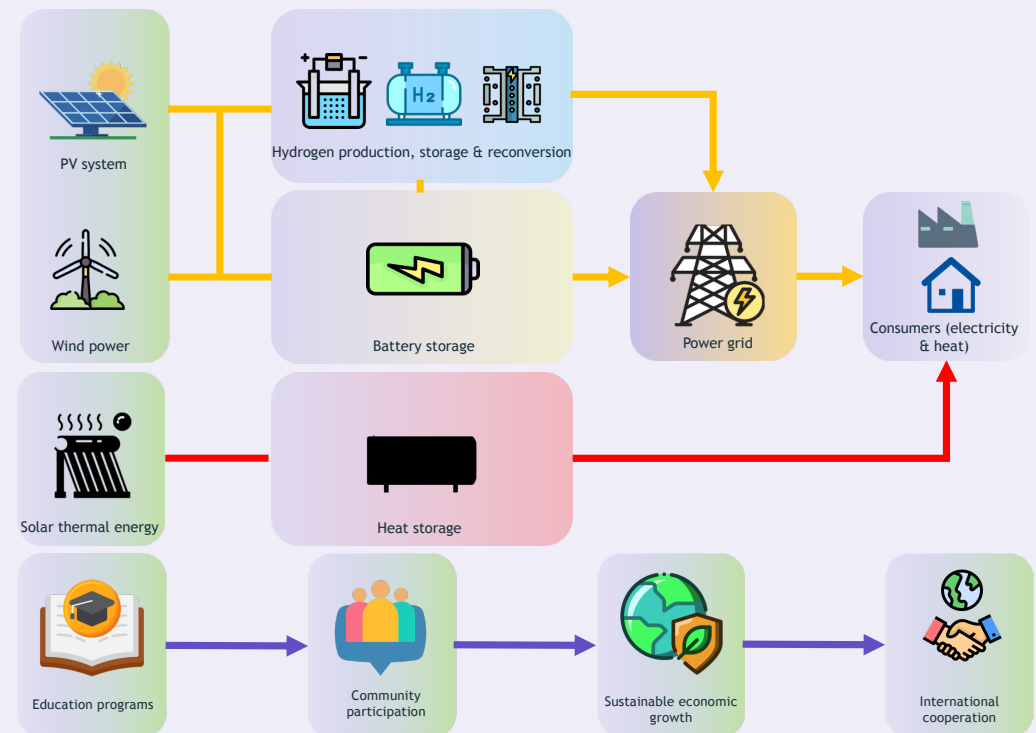 + -
H2
Hydrogen production, storage & reconversion
PV system
Wind power
Battery storage
Power grid
Consumers (electricity
& heat)
Solar thermal energy
Heat storage
Education programs
Community
participation
Sustainable economic
growth
International
cooperation